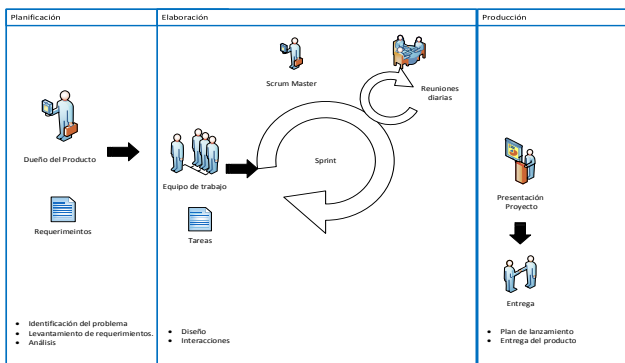 Planificación
Dueño del Producto
Requerimeintos
• Identificación del problema
• Levantamiento de requerimientos.
• Análisis
Elaboración
Scrum Master
Reuniones
diarias
Equipo de trabajo
Sprint
Tareas
• Diseño
• Interacciones
Producción
Presentación
Proyecto
Entrega
• Plan de lanzamiento
• Entrega del producto